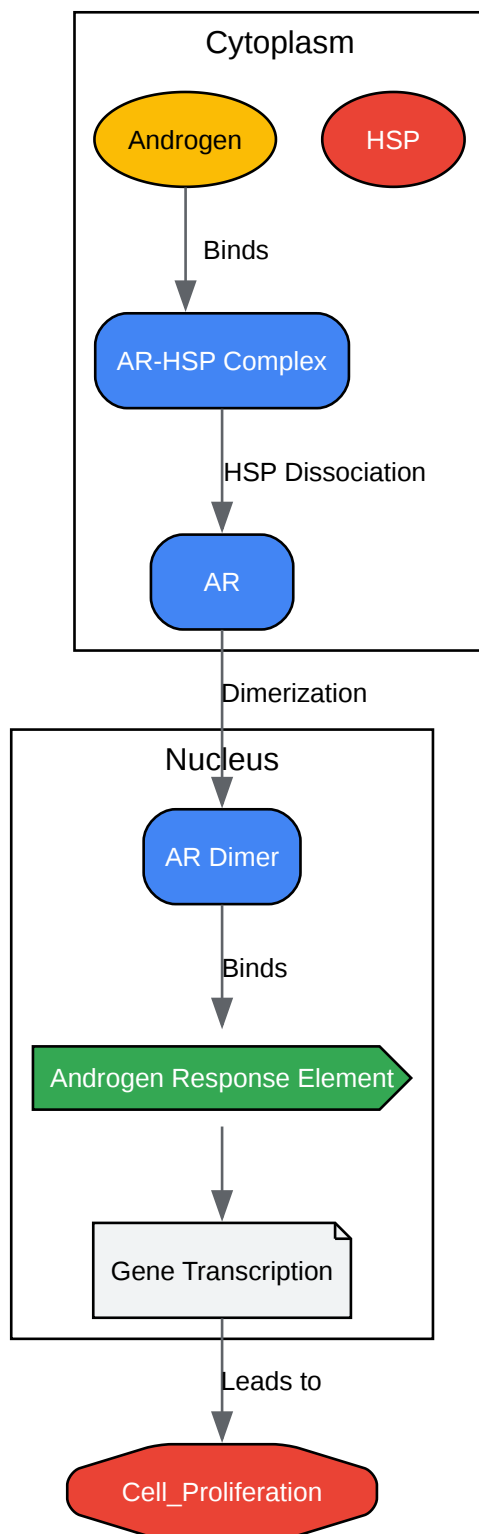 Cytoplasm
Androgen
HSP
Binds
AR-HSP Complex
HSP Dissociation
AR
Dimerization
Nucleus
AR Dimer
Binds
Androgen Response Element
Gene Transcription
Leads to
Cell_Proliferation